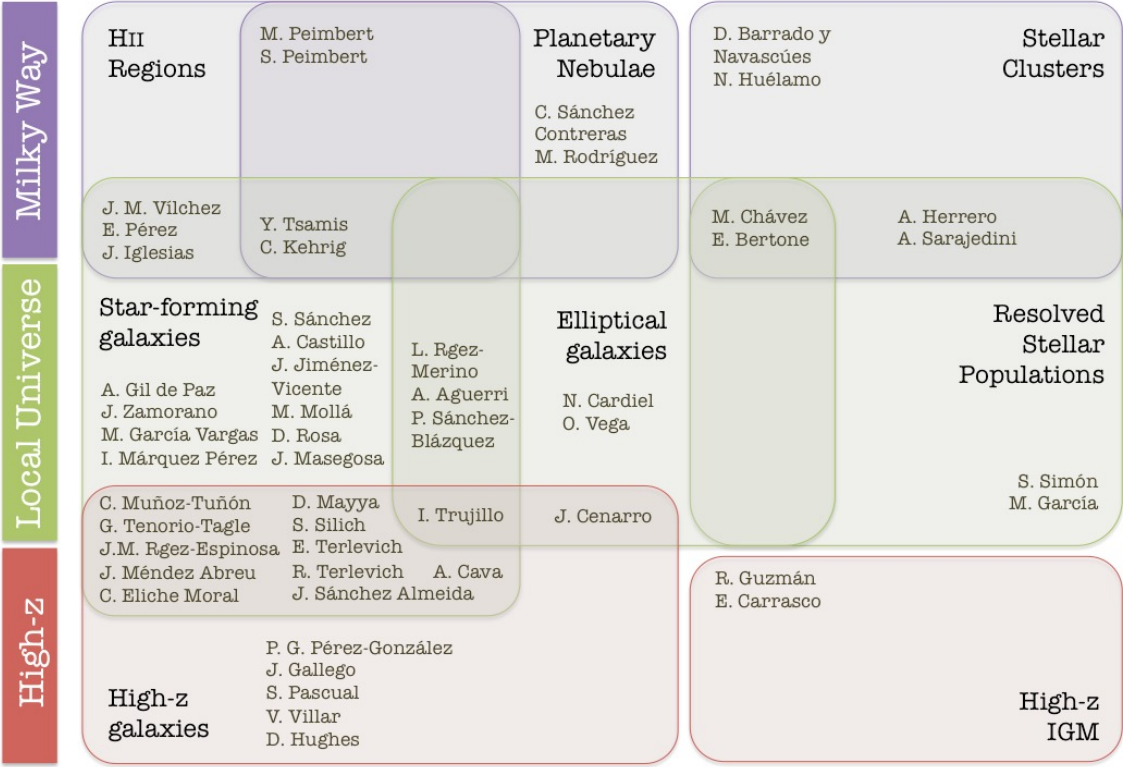 Milky Way
HII
Regions
M. Peimbert
S. Peimbert
Planetary
Nebulae
C. Sánchez
Contreras
M. Rodríguez
D. Barrado y
Navascúes
N. Huélamo
Stellar
Clusters
J. M. Vílchez
E. Pérez
J. Iglesias
Y. Tsamis
C. Kehrig
M. Chávez
E. Bertone
A. Herrero
A. Sarajedini
Local Universe
Star-forming
galaxies
A. Gil de Paz
J. Zamorano
M. García Vargas
I. Márquez Pérez
S. Sánchez
A. Castillo
J. Jiménez-
Vicente
M. Mollá
D. Rosa
J. Masegosa
L. Rgez-
Merino
A. Aguerri
P. Sánchez-
Blázquez
Elliptical
galaxies
N. Cardiel
O. Vega
Resolved
Stellar
Populations
S. Simón
M. García
C. Muñoz-Tuñón
G. Tenorio-Tagle
J.M. Rgez-Espinosa
J. Méndez Abreu
C. Eliche Moral
D. Mayya
S. Silich
E. Terlevich
R. Terlevich
J. Sánchez Almeida
I. Trujillo
A. Cava
J. Cenarro
High-z
P. G. Pérez-González
J. Gallego
S. Pascual
V. Villar
D. Hughes
High-z
galaxies
R. Guzmán
E. Carrasco
High-z
IGM